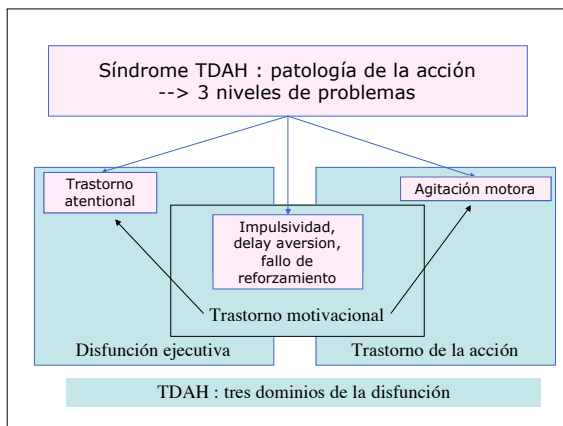 Síndrome TDAH : patología de la acción
--> 3 niveles de problemas
Trastorno
atentional
Agitación motora
Impulsividad,
delay aversion,
fallo de
reforzamiento
Trastorno motivacional
Disfunción ejecutiva
Trastorno de la acción
TDAH : tres dominios de la disfunción